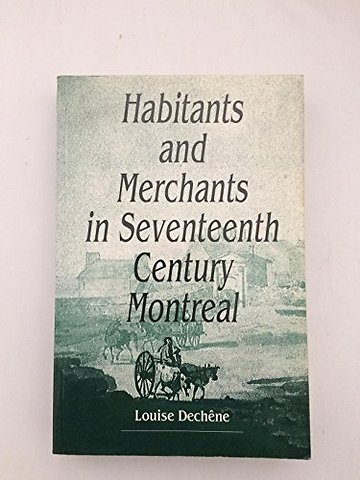 Habitants
and
Merchants
in Seventeenth
Century
Montreal
Louise Dechêne